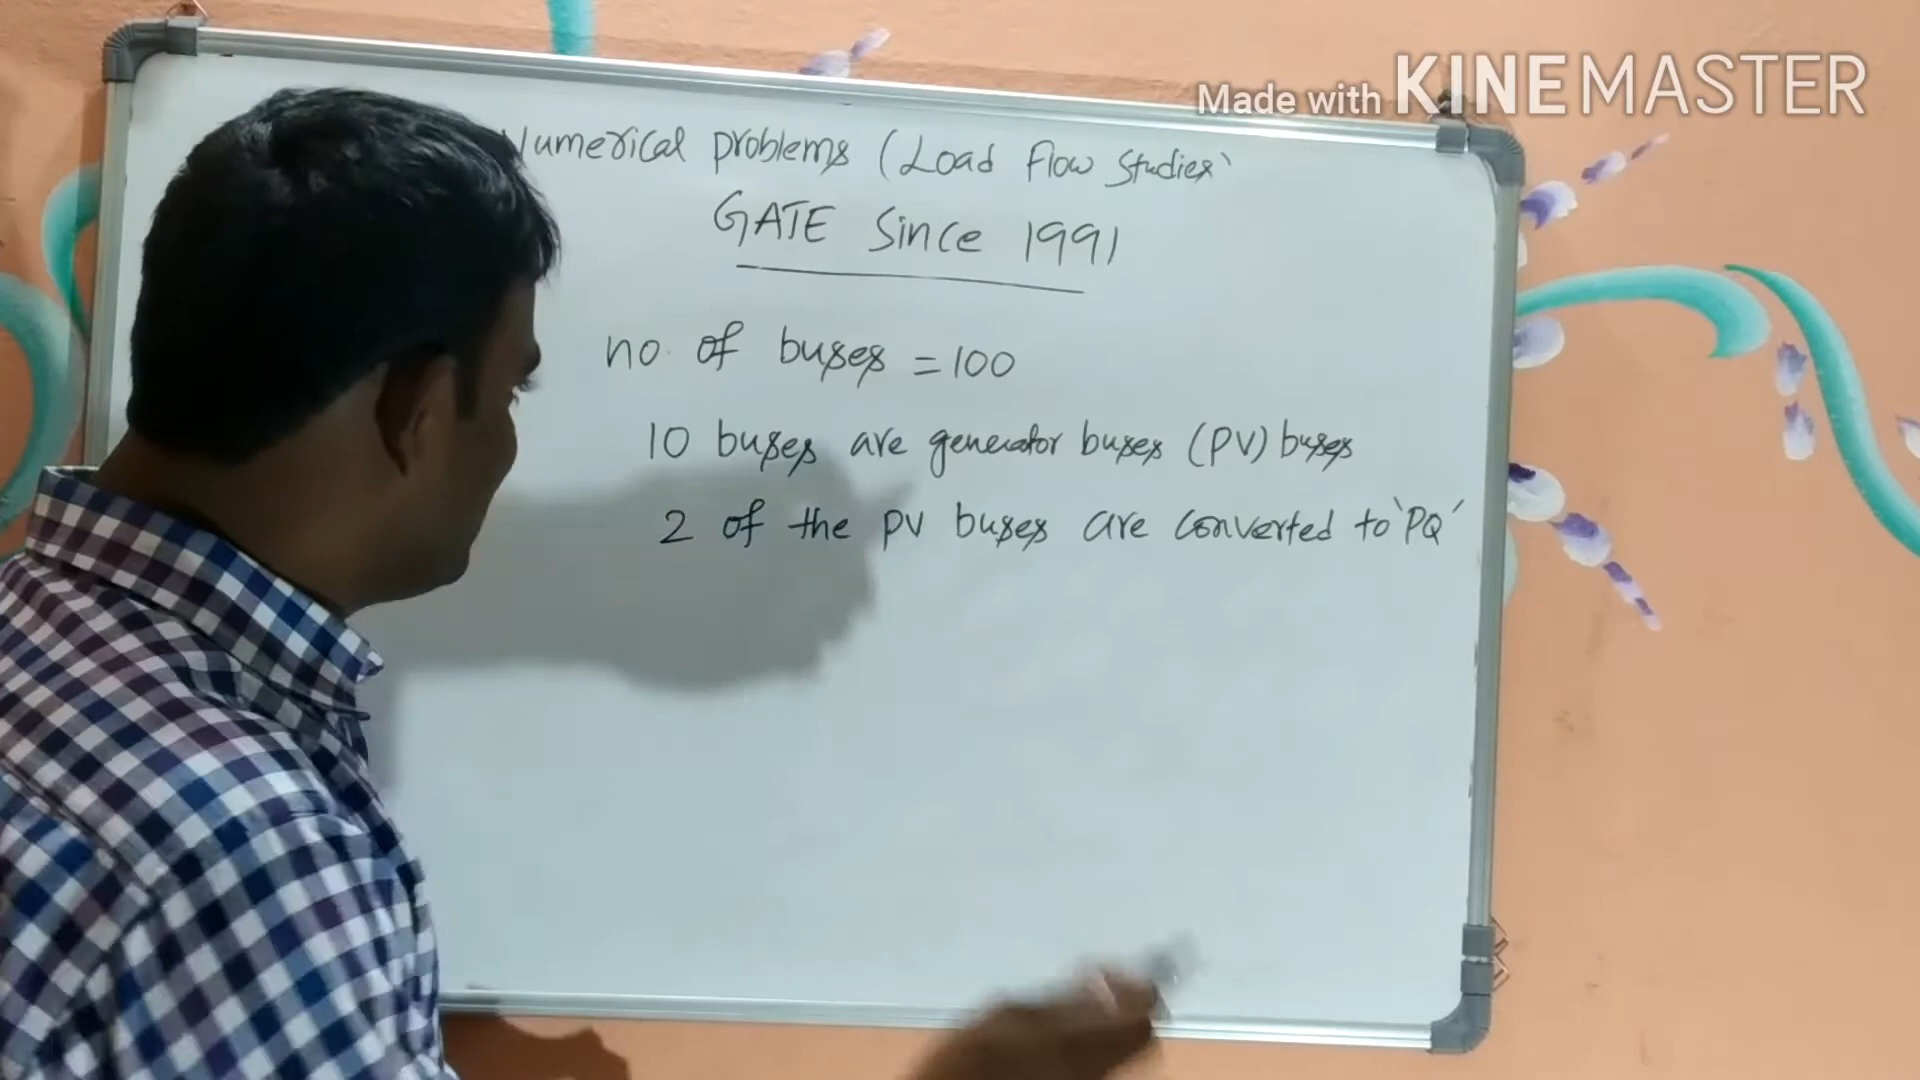 Made with KINEMASTER
Numerical problems (Load Flow Studies)
GATE Since 1991
no. of buses = 100
10 buses are generator buses (PV) buses
2 of the PV buses are converted to 'PQ'